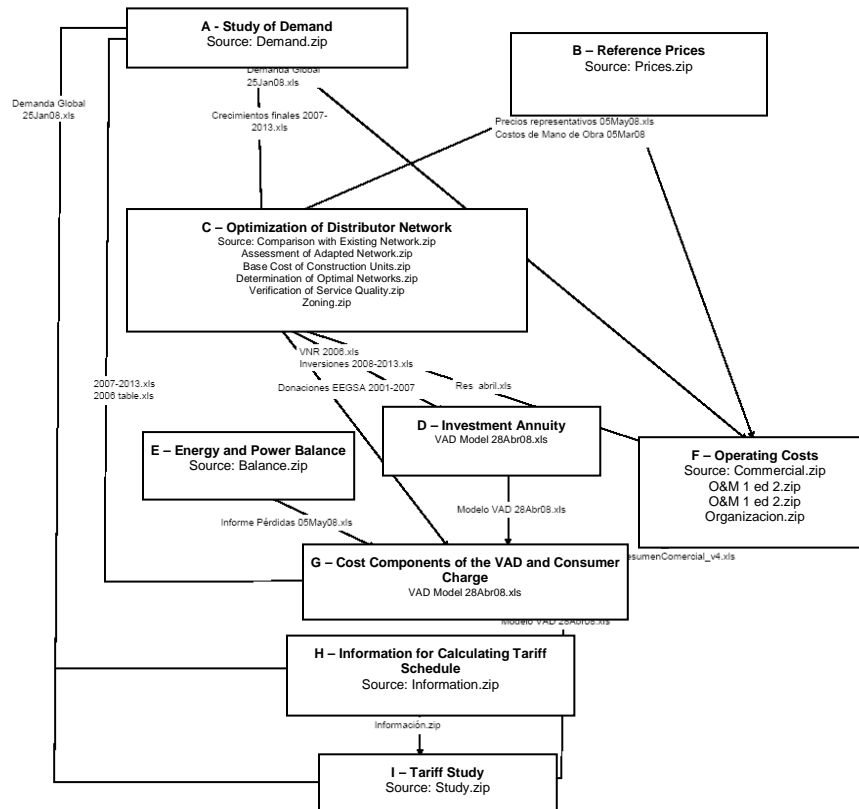 A - Study of Demand
Source: Demand.zip
B – Reference Prices
Source: Prices.zip
Demanda Global
25Jan08.xls
Demanda Global
25Jan08.xls
Crecimientos finales 2007-
2013.xls
Precios representativos 05May08.xls
Costos de Mano de Obra 05Mar08
C – Optimization of Distributor Network
Source: Comparison with Existing Network.zip
Assessment of Adapted Network.zip
Base Cost of Construction Units.zip
Determination of Optimal Networks.zip
Verification of Service Quality.zip
Zoning.zip
VNR 2006.xls
Inversiones 2008-2013.xls
Donaciones EEGSA 2001-2007
Res abril.xls
2007-2013.xls
2006 table.xls
D – Investment Annuity
VAD Model 28Abr08.xls
E – Energy and Power Balance
Source: Balance.zip
F – Operating Costs
Source: Commercial.zip
O&M 1 ed 2.zip
O&M 1 ed 2.zip
Organizacion.zip
Modelo VAD 28Abr08.xls
Informe Pérdidas 05May08.xls
esumenComercial_v4.xls
G – Cost Components of the VAD and Consumer
Charge
VAD Model 28Abr08.xls
Modelo VAD 28Abr08.xls
H – Information for Calculating Tariff
Schedule
Source: Information.zip
Información.zip
I – Tariff Study
Source: Study.zip